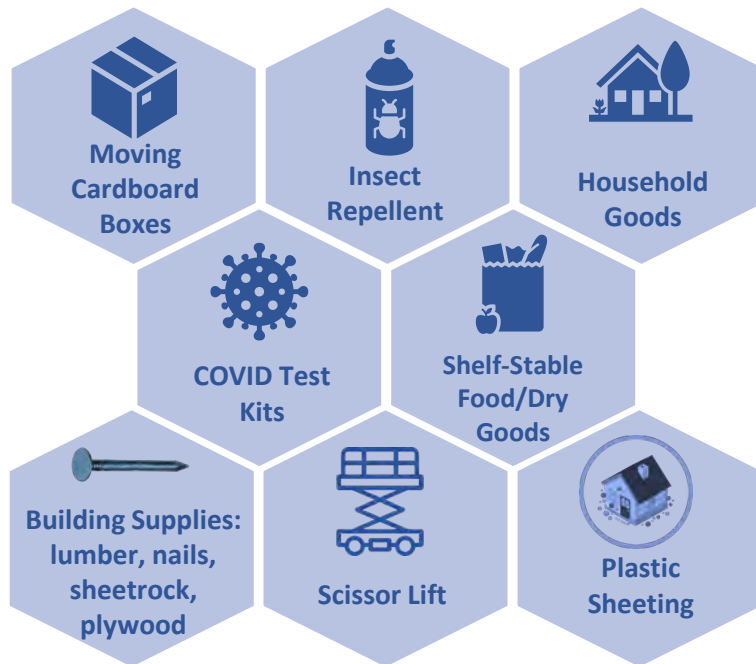 Moving
Cardboard
Boxes
Insect
Repellent
Household
Goods
COVID Test
Kits
Shelf-Stable
Food/Dry
Goods
Building Supplies:
lumber, nails,
sheetrock,
plywood
Scissor Lift
Plastic
Sheeting